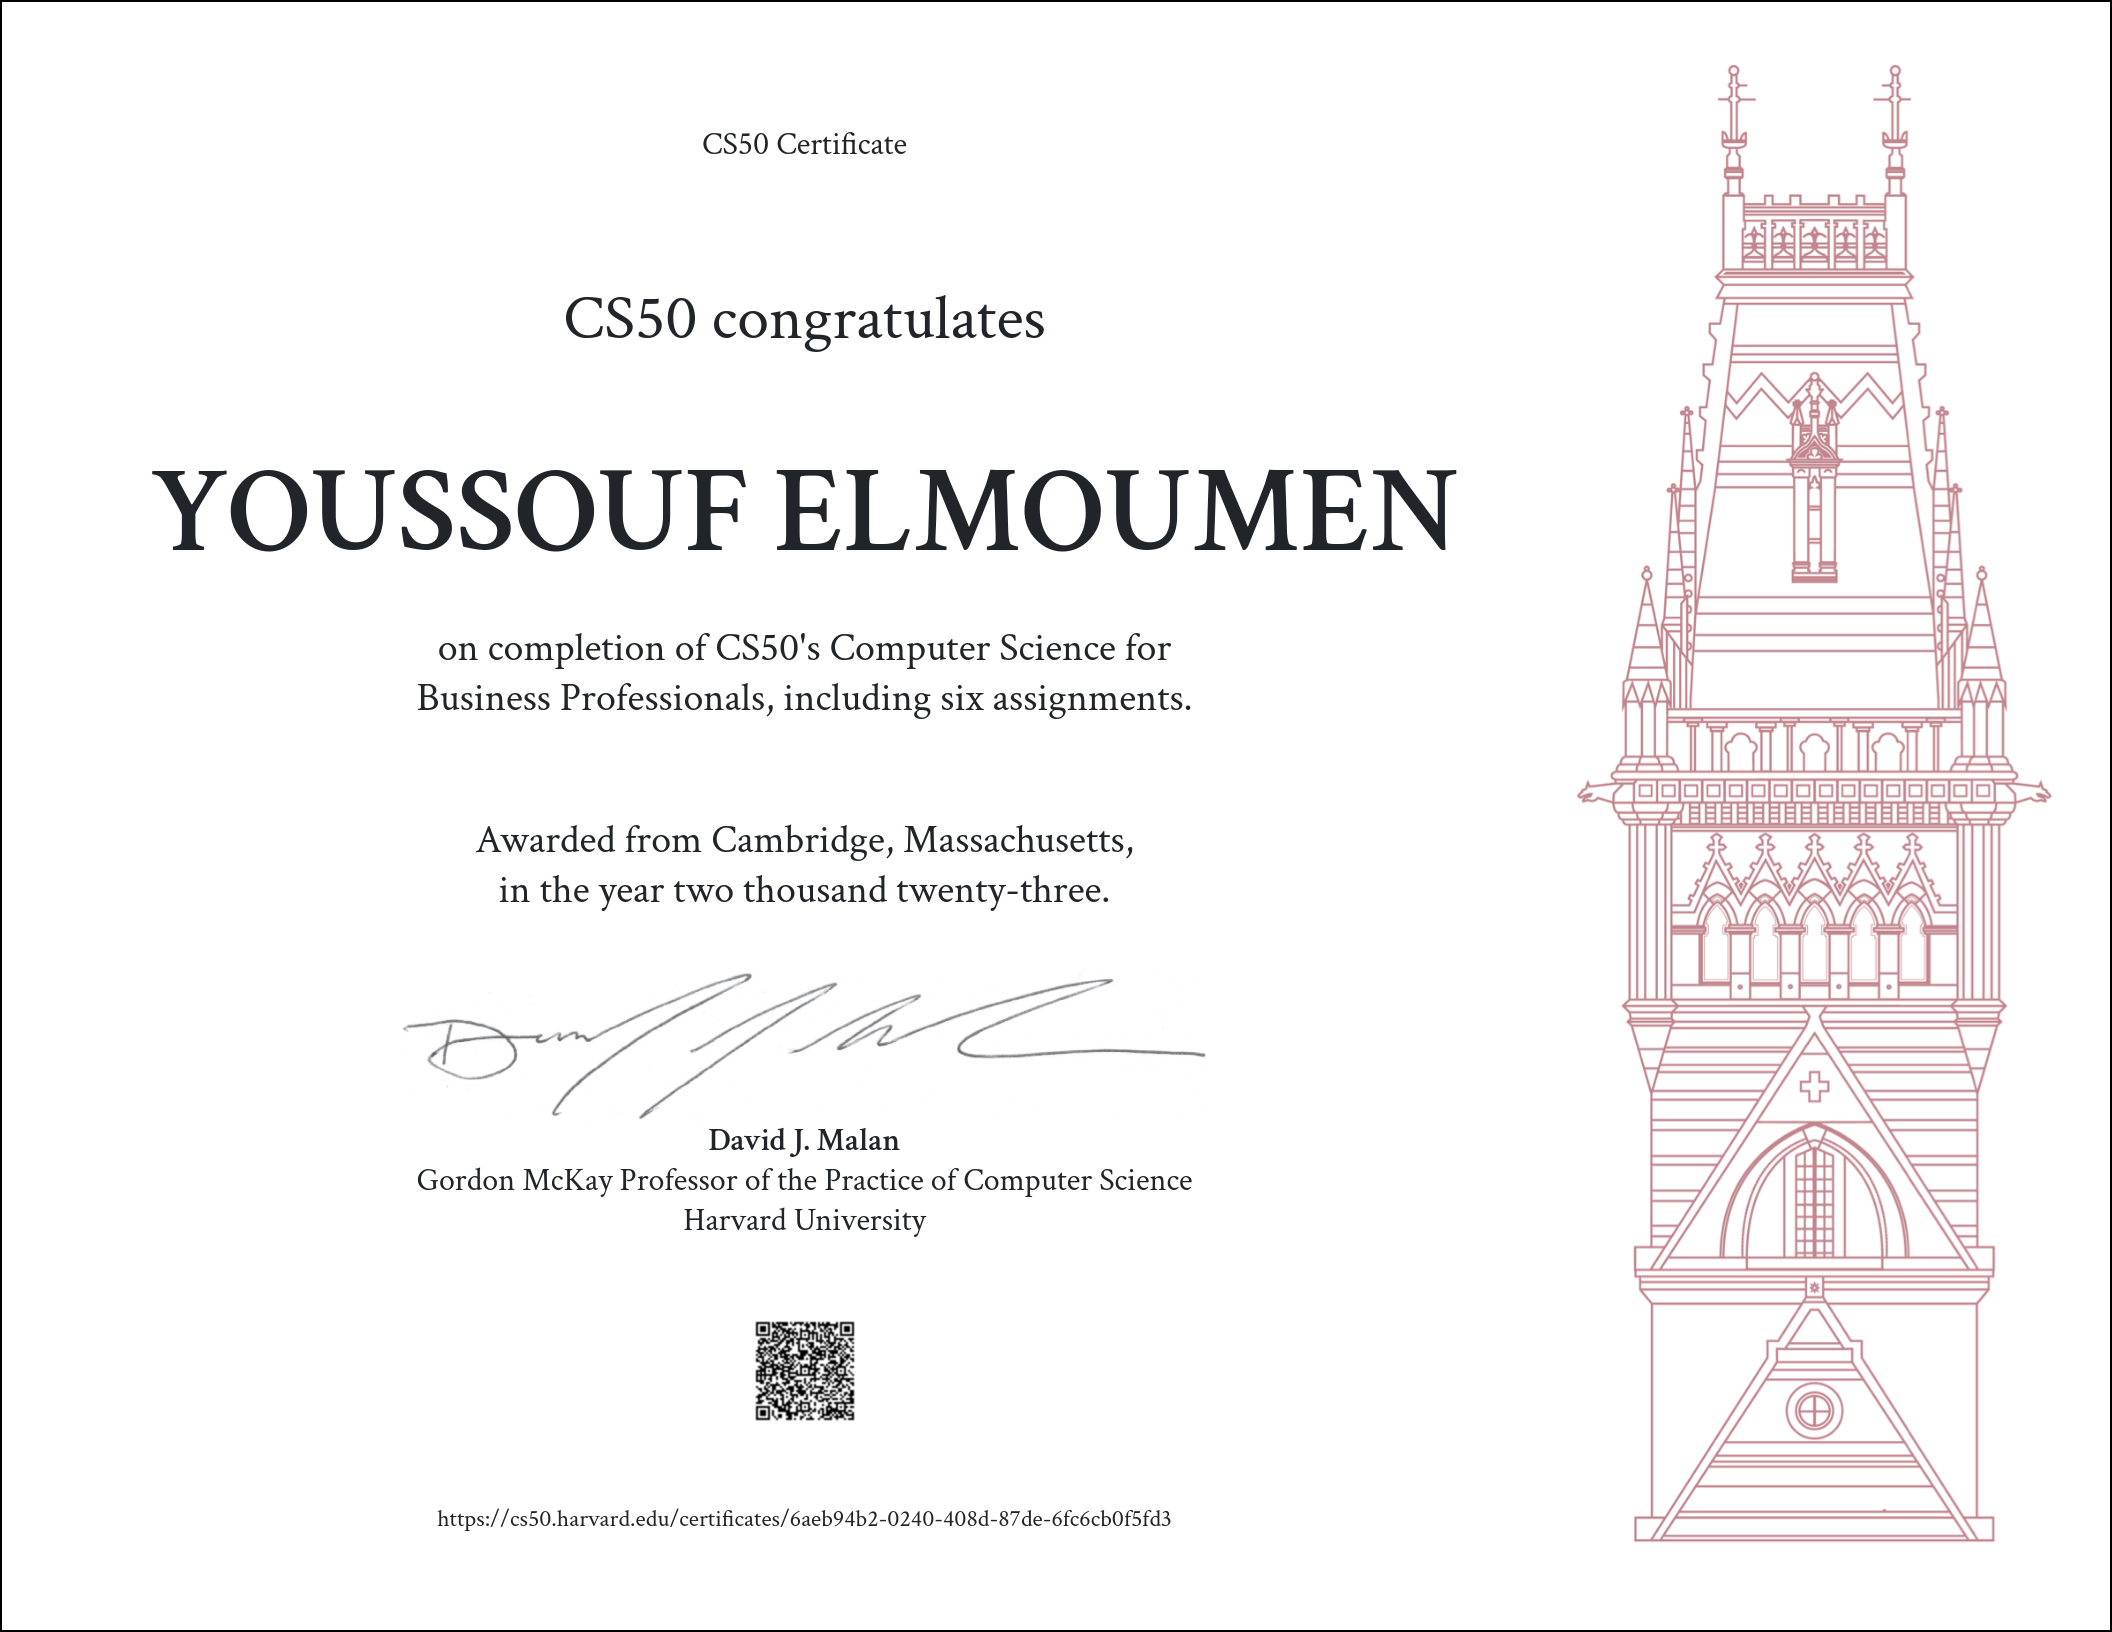 CS50 Certificate
CS50 congratulates
YOUSSOUF ELMOUMEN
on completion of CS50's Computer Science for
Business Professionals, including six assignments.
Awarded from Cambridge, Massachusetts,
in the year two thousand twenty-three.
David J. Malan
Gordon McKay Professor of the Practice of Computer Science
Harvard University
https://cs50.harvard.edu/certificates/6aeb94b2-0240-408d-87de-6fc6cb0f5fd3